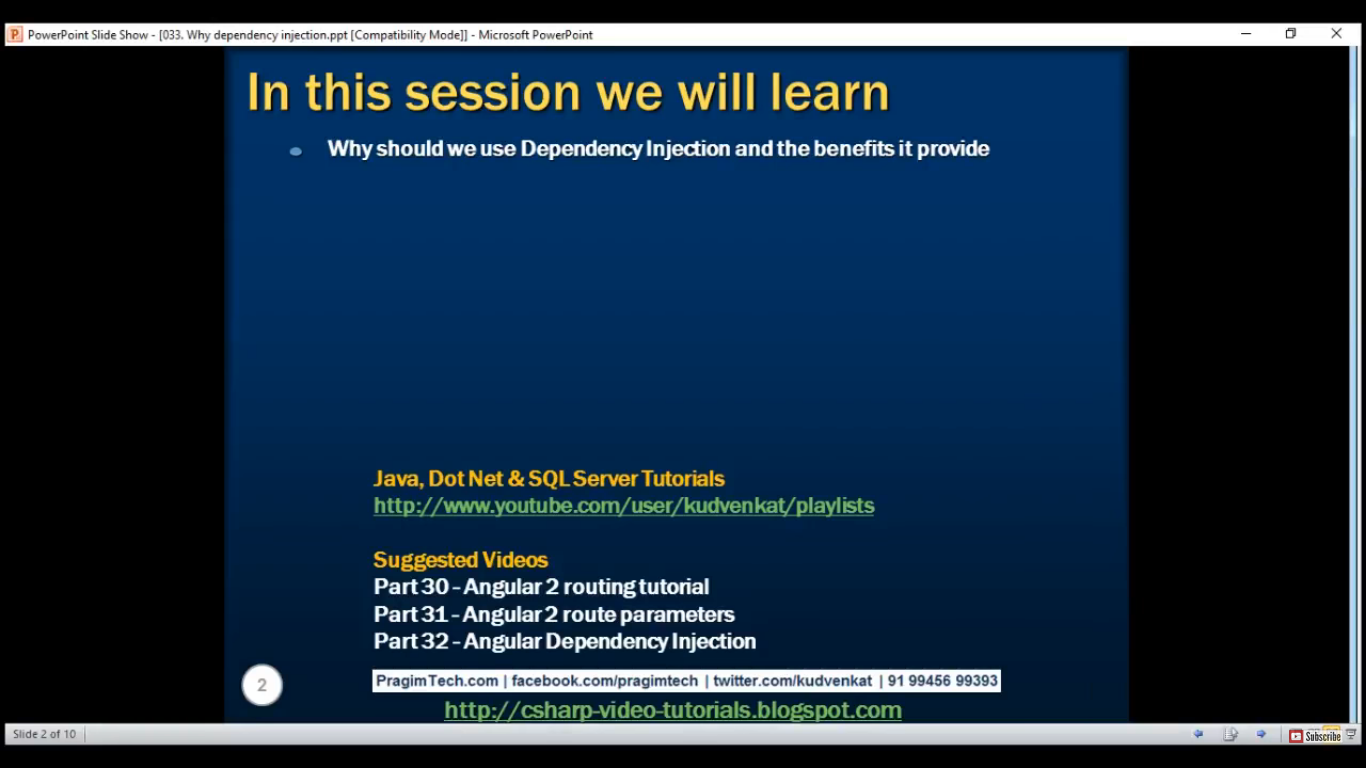 PowerPoint Slide Show - [033. Why dependency injection.ppt [Compatibility Mode]] - Microsoft PowerPoint
In this session we will learn
Why should we use Dependency Injection and the benefits it provide
Java, Dot Net & SQL Server Tutorials
http://www.youtube.com/user/kudvenkat/playlists
Suggested Videos
Part 30 - Angular 2 routing tutorial
Part 31 - Angular 2 route parameters
Part 32 - Angular Dependency Injection
2
PragimTech.com | facebook.com/pragimtech | twitter.com/kudvenkat | 91 99456 99393
http://csharp-video-tutorials.blogspot.com
Slide 2 of 10
Subscribe